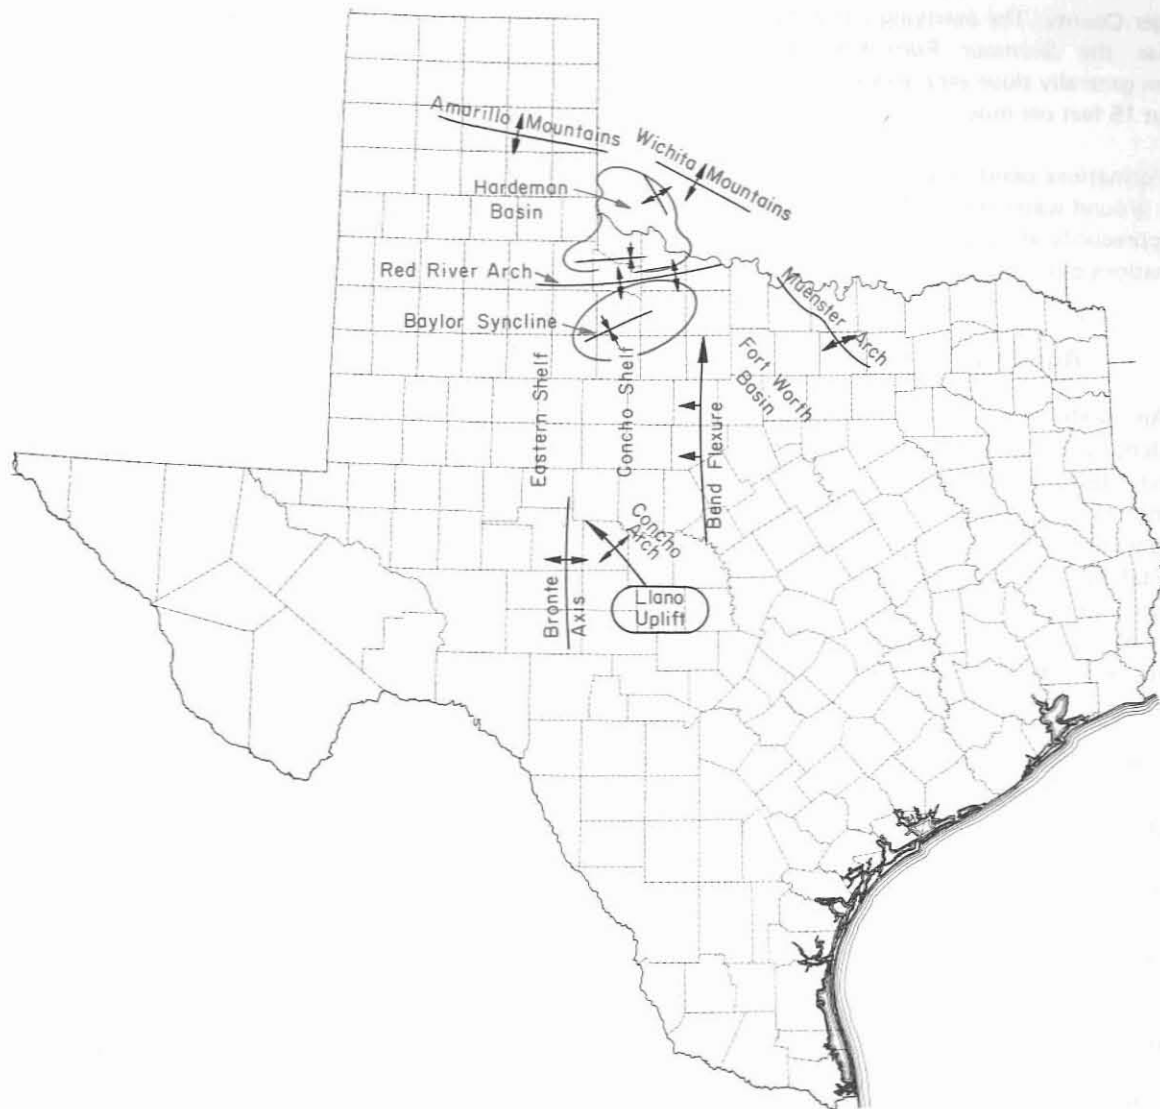 Amarillo Mountains
Wichita Mountains
Hardeman
Basin
Red River Arch
Baylor Syncline
Muenster Arch
Fort Worth
Basin
Eastern Shelf
Concho Shelf
Bend Flexure
Concho
Arch
Bronte
Axis
Llano
Uplift